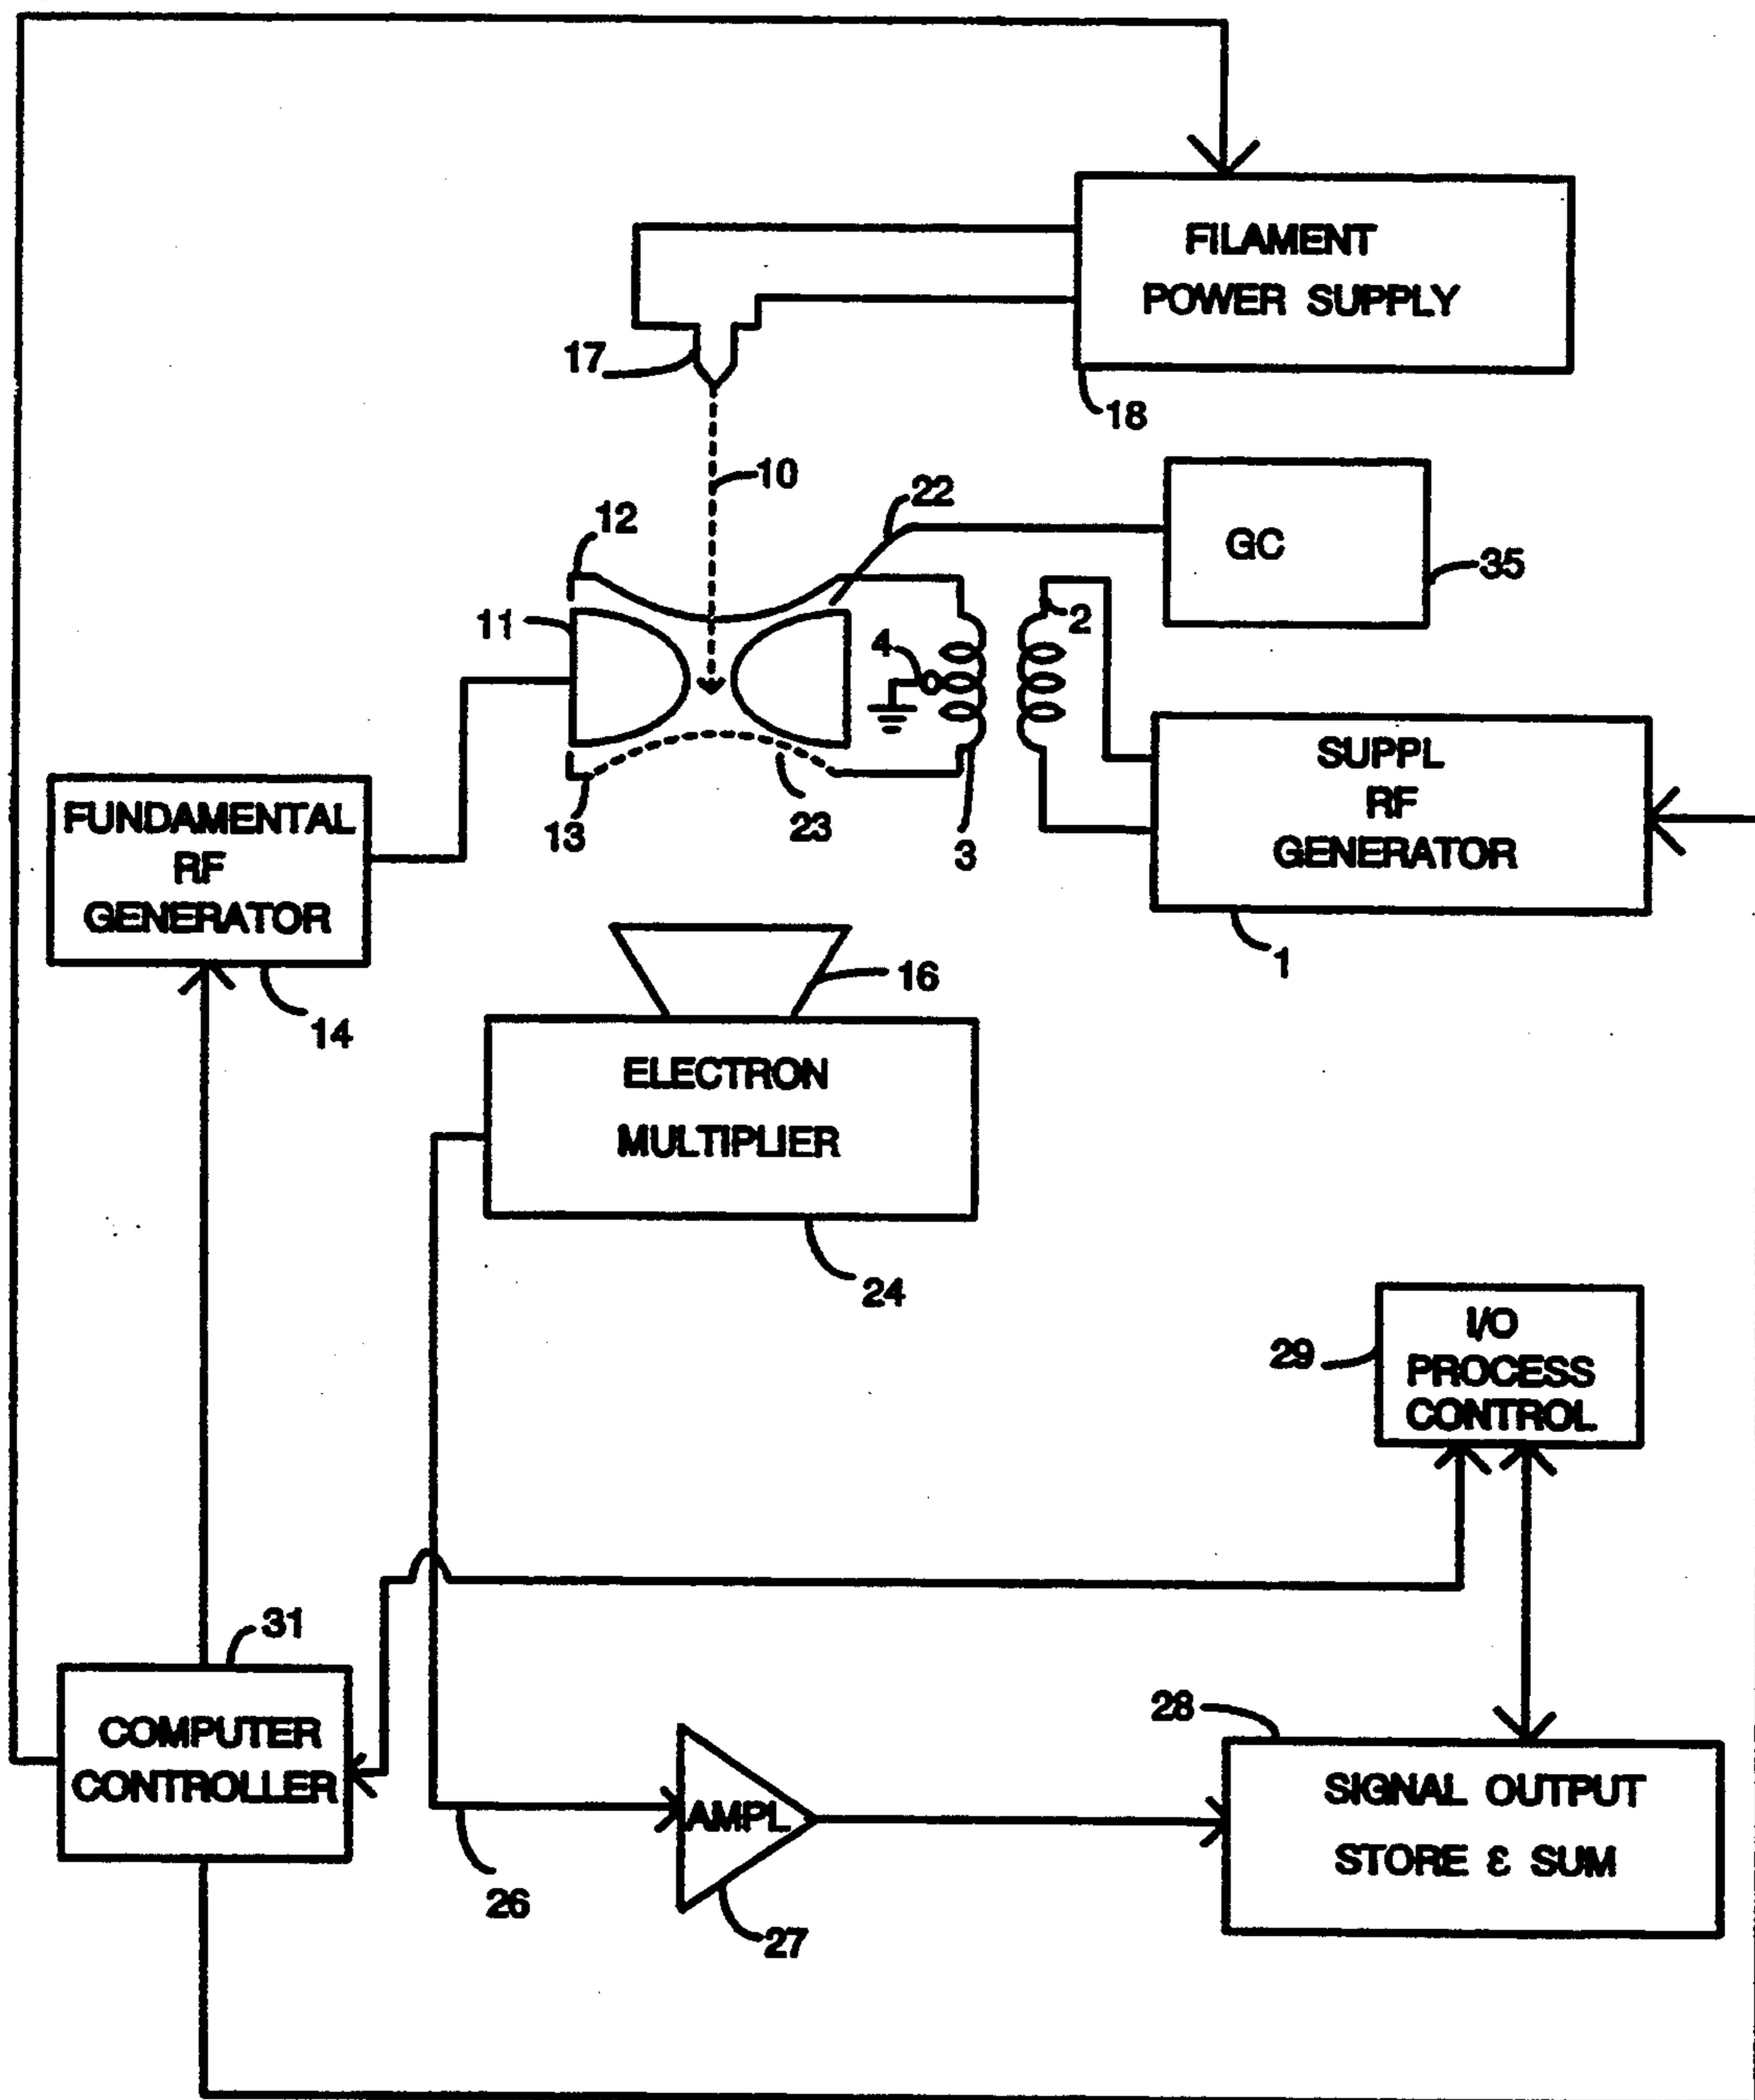 FILAMENT
POWER SUPPLY
17
18
10
22
12
GC
35
11
2
4
SUPPL
RF
GENERATOR
FUNDAMENTAL
RF
GENERATOR
13
23
3
1
16
14
ELECTRON
MULTIPLIER
24
I/O
PROCESS
CONTROL
29
31
COMPUTER
CONTROLLER
28
AMPL
SIGNAL OUTPUT
STORE & SUM
26
27